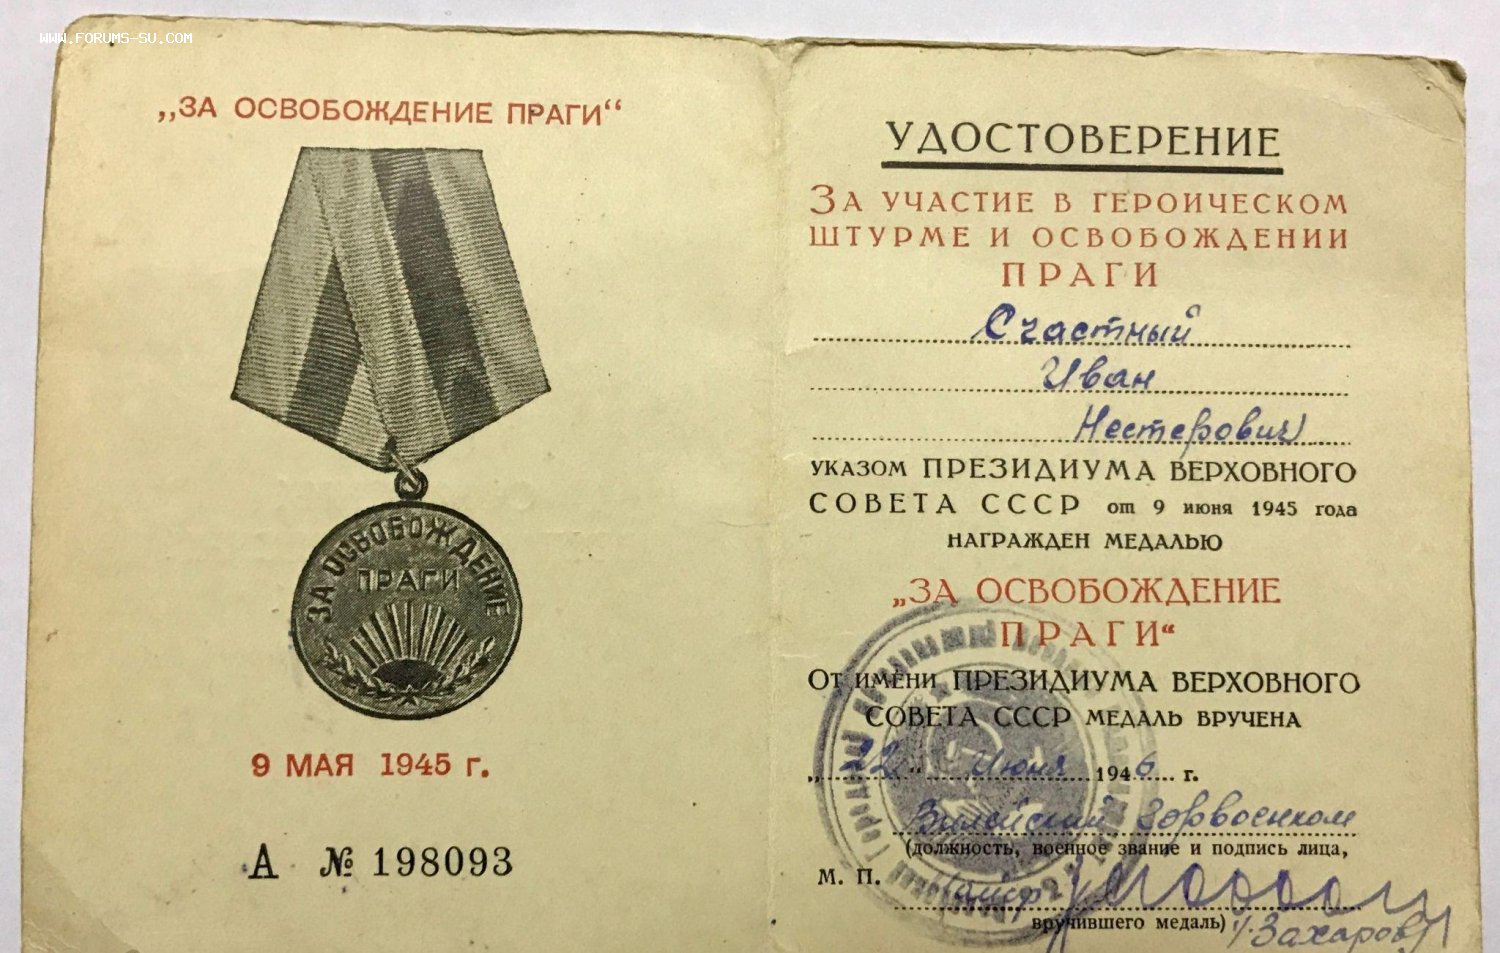 WWW.FORUMS-SU.COM
„ЗА ОСВОБОЖДЕНИЕ ПРАГИ“
ЗА ОСВОБОЖДЕНИЕ
ПРАГИ
9 МАЯ 1945 г.
А № 198093
УДОСТОВЕРЕНИЕ
ЗА УЧАСТИЕ В ГЕРОИЧЕСКОМ
ШТУРМЕ И ОСВОБОЖДЕНИИ
ПРАГИ
Счастный
Иван
Нестерович
УКАЗОМ ПРЕЗИДИУМА ВЕРХОВНОГО
СОВЕТА СССР от 9 июня 1945 года
НАГРАЖДЕН МЕДАЛЬЮ
„ЗА ОСВОБОЖДЕНИЕ
ПРАГИ“
ОТ ИМЕНИ ПРЕЗИДИУМА ВЕРХОВНОГО
СОВЕТА СССР МЕДАЛЬ ВРУЧЕНА
„22“ Июня 1946 г.
Вилейский Горвоенком
(должность, военное звание и подпись лица,
М. П.
вручившего медаль)
Захаров